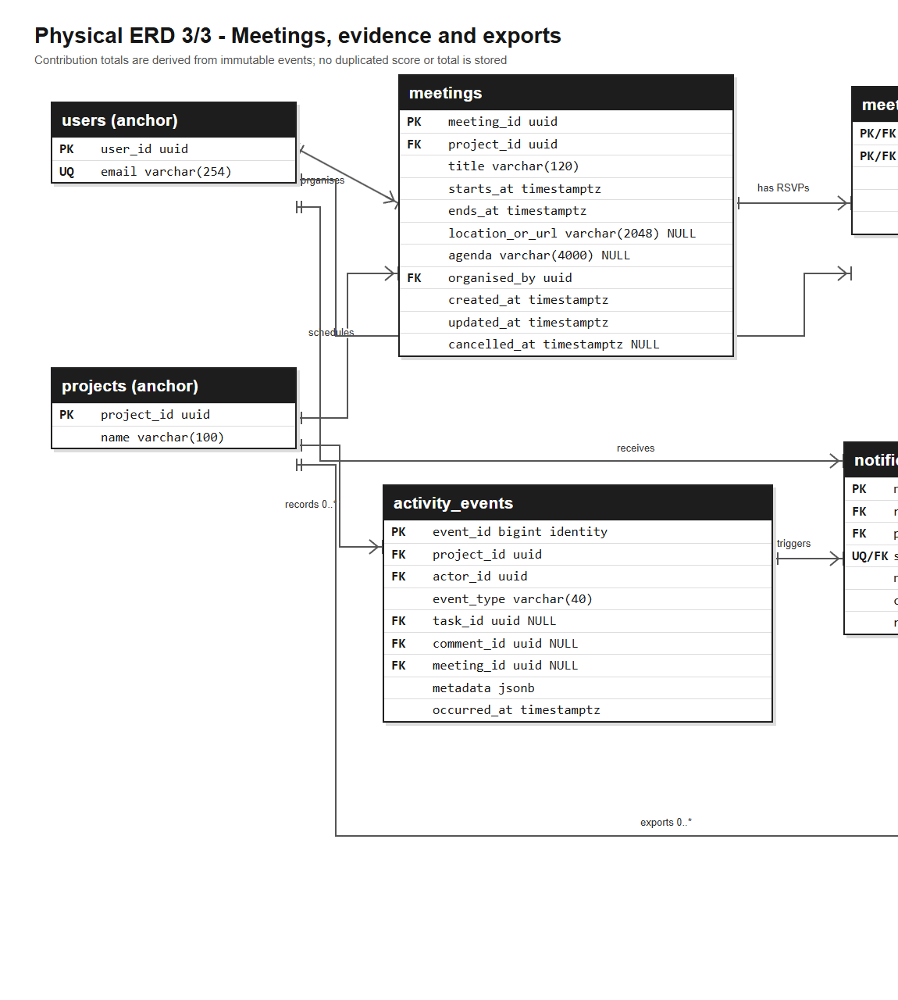 Physical ERD 3/3 - Meetings, evidence and exports
Contribution totals are derived from immutable events; no duplicated score or total is stored
users (anchor)
PK user_id uuid
UQ email varchar(254)
organises
meetings
PK meeting_id uuid
FK project_id uuid
title varchar(120)
starts_at timestamptz
ends_at timestamptz
location_or_url varchar(2048) NULL
agenda varchar(4000) NULL
FK organised_by uuid
created_at timestamptz
updated_at timestamptz
cancelled_at timestamptz NULL
has RSVPs
PK/FK
PK/FK
schedules
projects (anchor)
PK project_id uuid
name varchar(100)
receives
records 0..*
activity_events
PK event_id bigint identity
FK project_id uuid
FK actor_id uuid
event_type varchar(40)
FK task_id uuid NULL
FK comment_id uuid NULL
FK meeting_id uuid NULL
metadata jsonb
occurred_at timestamptz
triggers
PK
FK
FK
UQ/FK
exports 0..*